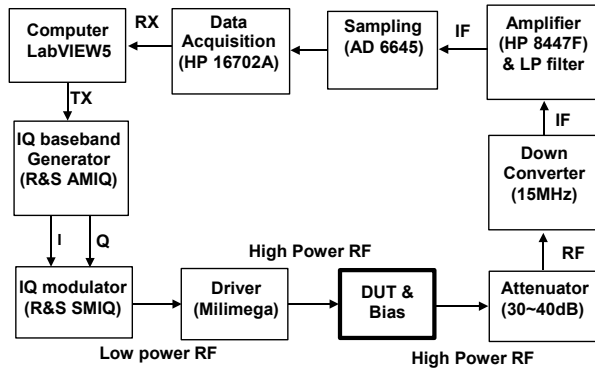 Computer
LabVIEW5
RX
Data
Acquisition
(HP 16702A)
Sampling
(AD 6645)
IF
Amplifier
(HP 8447F)
& LP filter
TX
IF
IQ baseband
Generator
(R&S AMIQ)
Down
Converter
(15MHz)
I
Q
High Power RF
RF
IQ modulator
(R&S SMIQ)
Driver
(Milimega)
DUT &
Bias
Attenuator
(30~40dB)
Low power RF
High Power RF